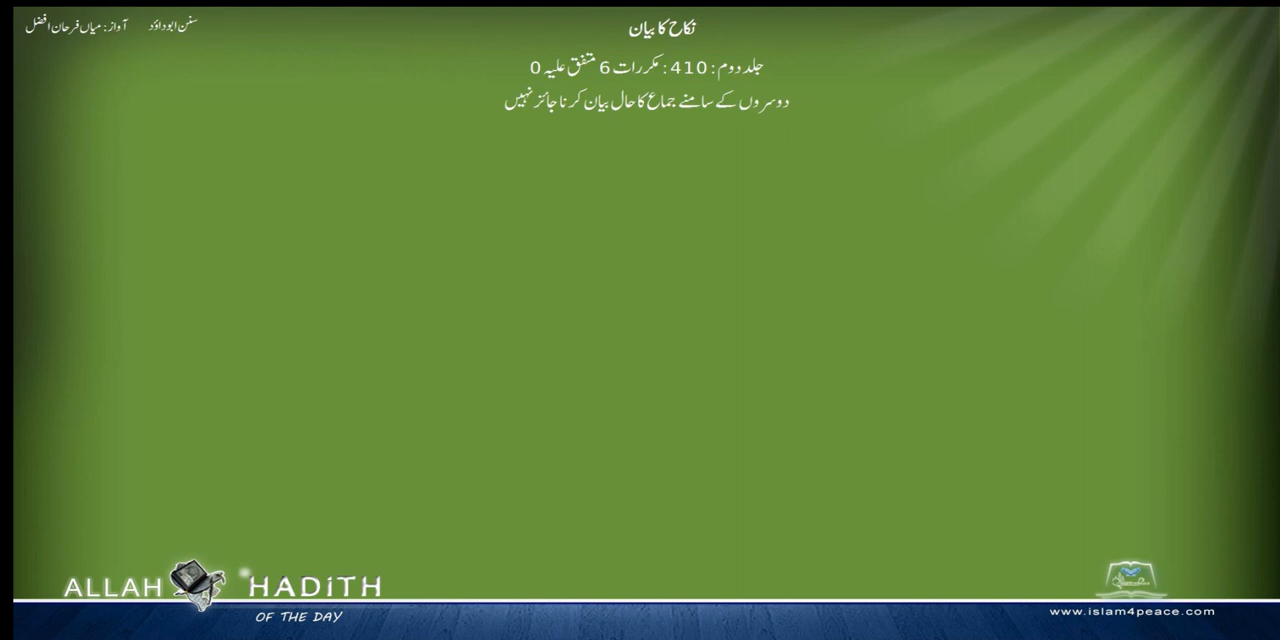 سنن ابوداؤد آواز: میاں فرحان افضل
نکاح کا بیان
جلد دوم : 410 : مکررات 6 متفق علیہ 0
دوسروں کے سامنے جماع کا حال بیان کرنا جائز نہیں
ALLAH HADITH
OF THE DAY
www.islam4peace.com